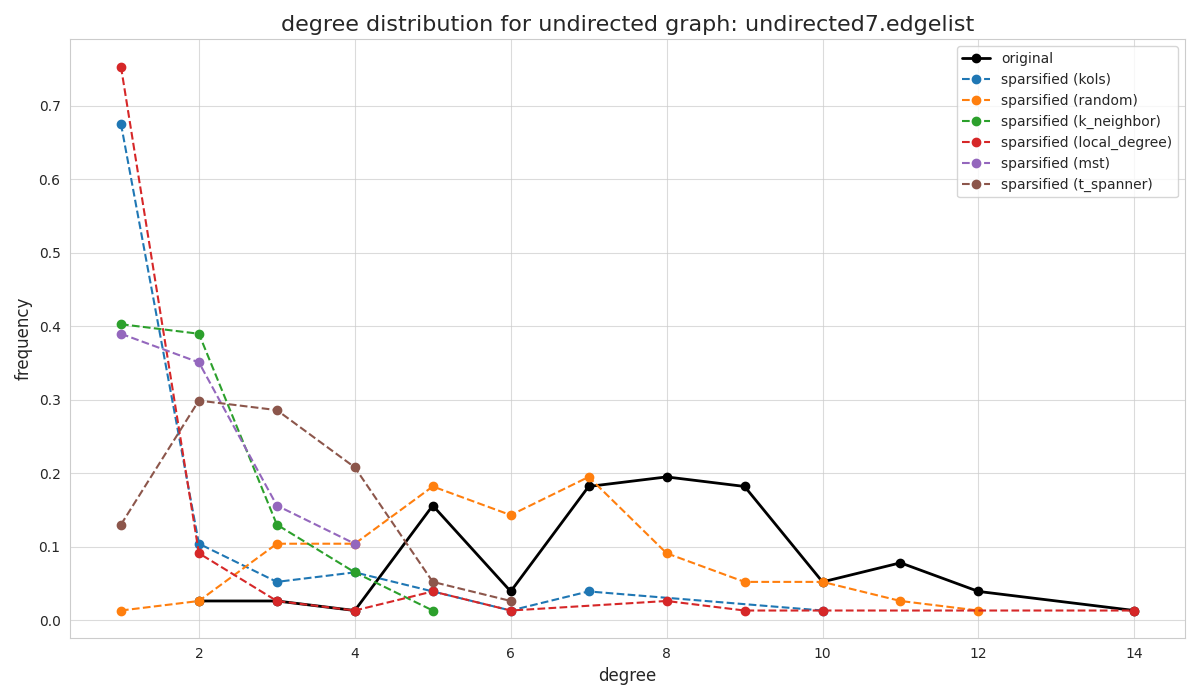 degree distribution for undirected graph: undirected7.edgelist
original
sparsified (kols)
sparsified (random)
sparsified (k_neighbor)
sparsified (local_degree)
sparsified (mst)
sparsified (t_spanner)
frequency
0.7
0.6
0.5
0.4
0.3
0.2
0.1
0.0
2 4 6 8 10 12 14
degree